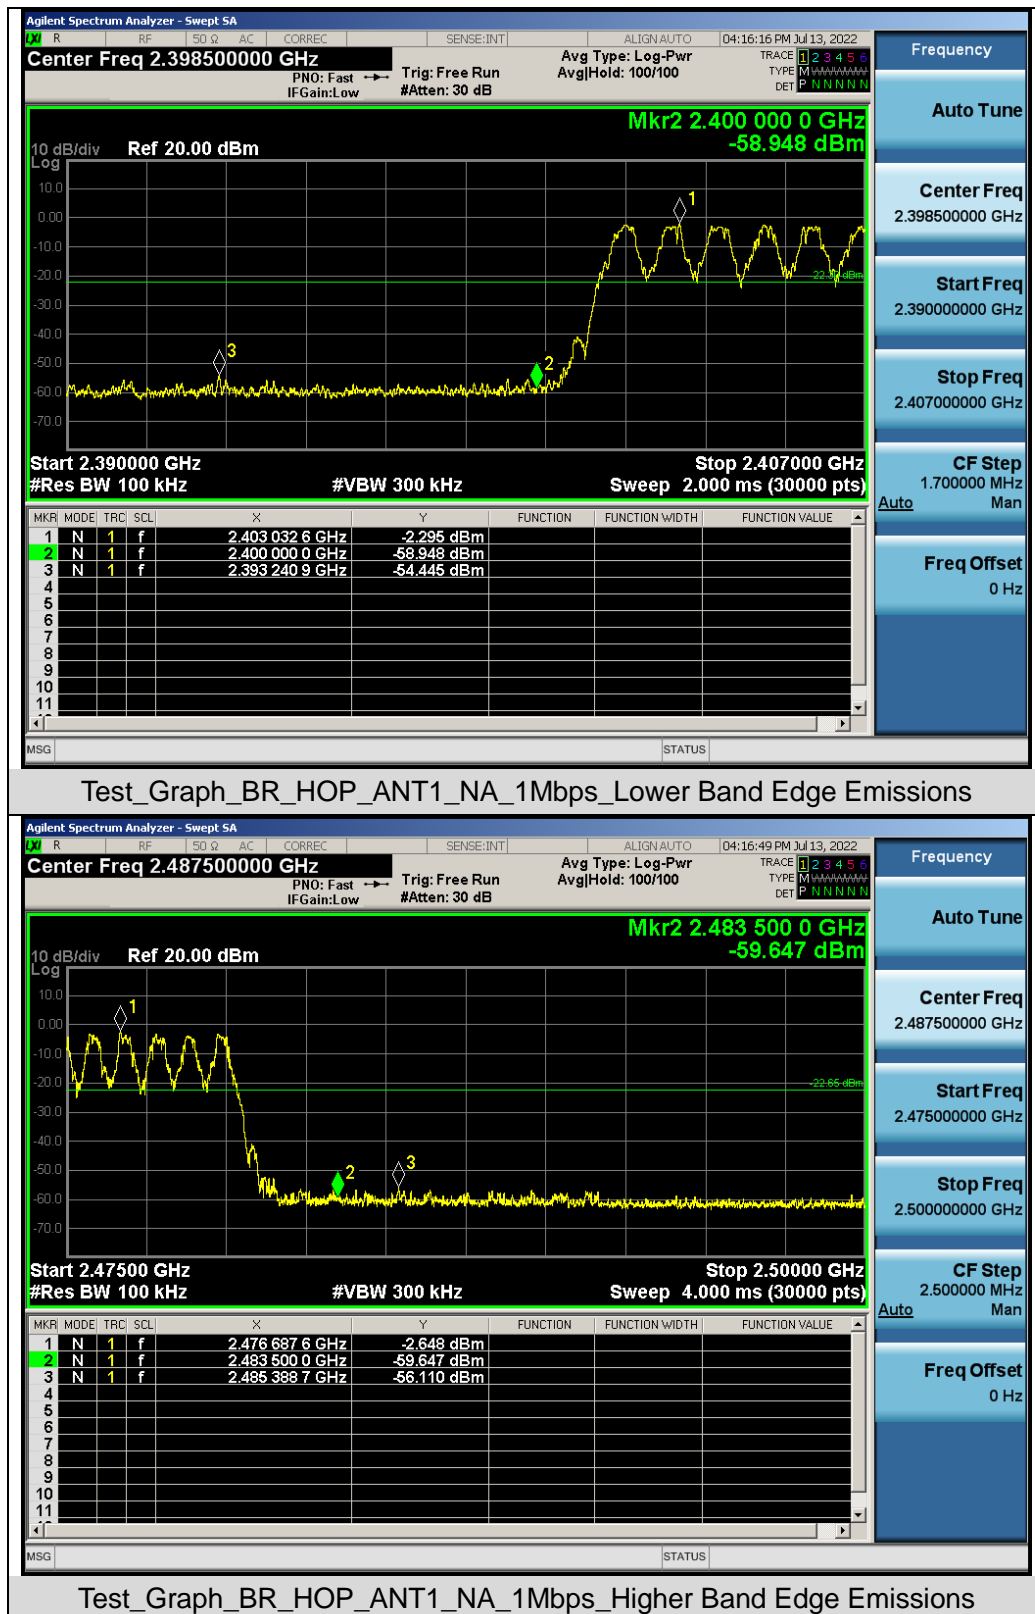 Agilent Spectrum Analyzer - Swept SA
LXI R RF 50 Ω AC CORREC SENSE:INT ALIGN AUTO 04:16:16 PM Jul 13, 2022
Center Freq 2.398500000 GHz
PNO: Fast
IFGain:Low
Trig: Free Run
#Atten: 30 dB
Avg Type: Log-Pwr
Avg|Hold: 100/100
TRACE 1 2 3 4 5 6
TYPE M
DET P N N N N N
Mkr2 2.400 000 0 GHz
-58.948 dBm
10 dB/div Ref 20.00 dBm
Log
10.0
0.00
-10.0
-20.0
-30.0
-40.0
-50.0
-60.0
-70.0
1
2
3
Start 2.390000 GHz Stop 2.407000 GHz
#Res BW 100 kHz #VBW 300 kHz Sweep 2.000 ms (30000 pts)
MKR MODE TRC SCL X Y FUNCTION FUNCTION WIDTH FUNCTION VALUE
1 N 1 f 2.403 032 6 GHz -2.295 dBm
2 N 1 f 2.400 000 0 GHz -58.948 dBm
3 N 1 f 2.393 240 9 GHz -54.445 dBm
4
5
6
7
8
9
10
11
MSG STATUS
Frequency
Auto Tune
Center Freq
2.398500000 GHz
Start Freq
2.390000000 GHz
Stop Freq
2.407000000 GHz
CF Step
1.700000 MHz
Auto Man
Freq Offset
0 Hz
Test_Graph_BR_HOP_ANT1_NA_1Mbps_Lower Band Edge Emissions
Agilent Spectrum Analyzer - Swept SA
LXI R RF 50 Ω AC CORREC SENSE:INT ALIGN AUTO 04:16:49 PM Jul 13, 2022
Center Freq 2.487500000 GHz
PNO: Fast
IFGain:Low
Trig: Free Run
#Atten: 30 dB
Avg Type: Log-Pwr
Avg|Hold: 100/100
TRACE 1 2 3 4 5 6
TYPE M
DET P N N N N N
Mkr2 2.483 500 0 GHz
-59.647 dBm
10 dB/div Ref 20.00 dBm
Log
10.0
0.00
-10.0
-20.0
-30.0
-40.0
-50.0
-60.0
-70.0
1
2
3
-22.65 dBm
Start 2.47500 GHz Stop 2.50000 GHz
#Res BW 100 kHz #VBW 300 kHz Sweep 4.000 ms (30000 pts)
MKR MODE TRC SCL X Y FUNCTION FUNCTION WIDTH FUNCTION VALUE
1 N 1 f 2.476 687 6 GHz -2.648 dBm
2 N 1 f 2.483 500 0 GHz -59.647 dBm
3 N 1 f 2.485 388 7 GHz -56.110 dBm
4
5
6
7
8
9
10
11
MSG STATUS
Frequency
Auto Tune
Center Freq
2.487500000 GHz
Start Freq
2.475000000 GHz
Stop Freq
2.500000000 GHz
CF Step
2.500000 MHz
Auto Man
Freq Offset
0 Hz
Test_Graph_BR_HOP_ANT1_NA_1Mbps_Higher Band Edge Emissions